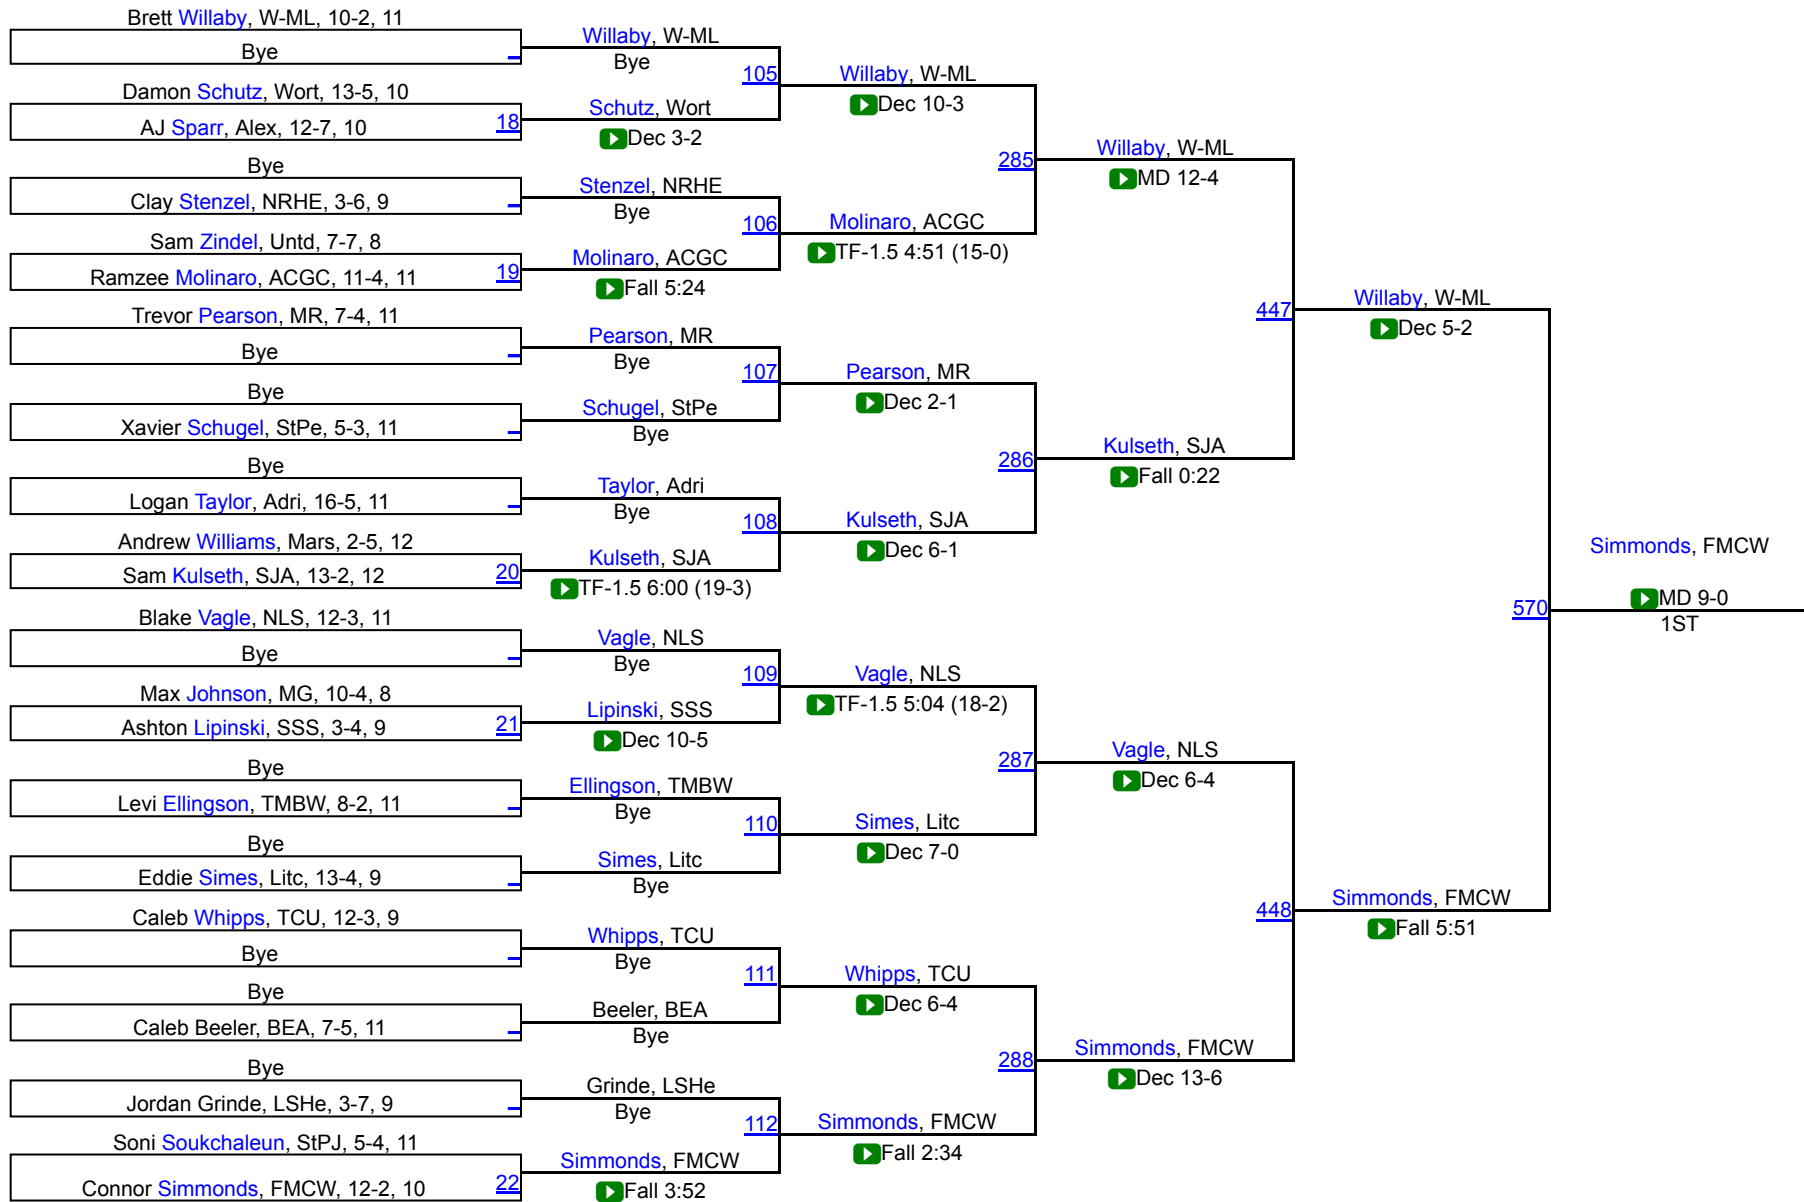 Brett Willaby, W-ML, 10-2, 11
Bye
Damon Schutz, Wort, 13-5, 10
AJ Sparr, Alex, 12-7, 10
18
Bye
Clay Stenzel, NRHE, 3-6, 9
Sam Zindel, Untd, 7-7, 8
Ramzee Molinaro, ACGC, 11-4, 11
19
Trevor Pearson, MR, 7-4, 11
Bye
Bye
Xavier Schugel, StPe, 5-3, 11
Bye
Logan Taylor, Adri, 16-5, 11
Andrew Williams, Mars, 2-5, 12
Sam Kulseth, SJA, 13-2, 12
20
Blake Vagle, NLS, 12-3, 11
Bye
Max Johnson, MG, 10-4, 8
Ashton Lipinski, SSS, 3-4, 9
21
Bye
Levi Ellingson, TMBW, 8-2, 11
Bye
Eddie Simes, Litc, 13-4, 9
Caleb Whipps, TCU, 12-3, 9
Bye
Bye
Caleb Beeler, BEA, 7-5, 11
Bye
Jordan Grinde, LSHe, 3-7, 9
Soni Soukchaleun, StPJ, 5-4, 11
Connor Simmonds, FMCW, 12-2, 10
22
Willaby, W-ML
Bye
105
Schutz, Wort
Dec 3-2
Stenzel, NRHE
Bye
106
Molinaro, ACGC
Fall 5:24
Pearson, MR
Bye
107
Schugel, StPe
Bye
Taylor, Adri
Bye
108
Kulseth, SJA
TF-1.5 6:00 (19-3)
Vagle, NLS
Bye
109
Lipinski, SSS
Dec 10-5
Ellingson, TMBW
Bye
110
Simes, Litc
Bye
Whipps, TCU
Bye
111
Beeler, BEA
Bye
Grinde, LSHe
Bye
112
Simmonds, FMCW
Fall 3:52
Willaby, W-ML
Dec 10-3
285
Molinaro, ACGC
TF-1.5 4:51 (15-0)
Pearson, MR
Dec 2-1
286
Kulseth, SJA
Dec 6-1
Vagle, NLS
TF-1.5 5:04 (18-2)
287
Simes, Litc
Dec 7-0
Whipps, TCU
Dec 6-4
288
Simmonds, FMCW
Fall 2:34
Willaby, W-ML
MD 12-4
447
Kulseth, SJA
Fall 0:22
Vagle, NLS
Dec 6-4
448
Simmonds, FMCW
Dec 13-6
Willaby, W-ML
Dec 5-2
570
Simmonds, FMCW
Fall 5:51
Simmonds, FMCW
MD 9-0
1ST